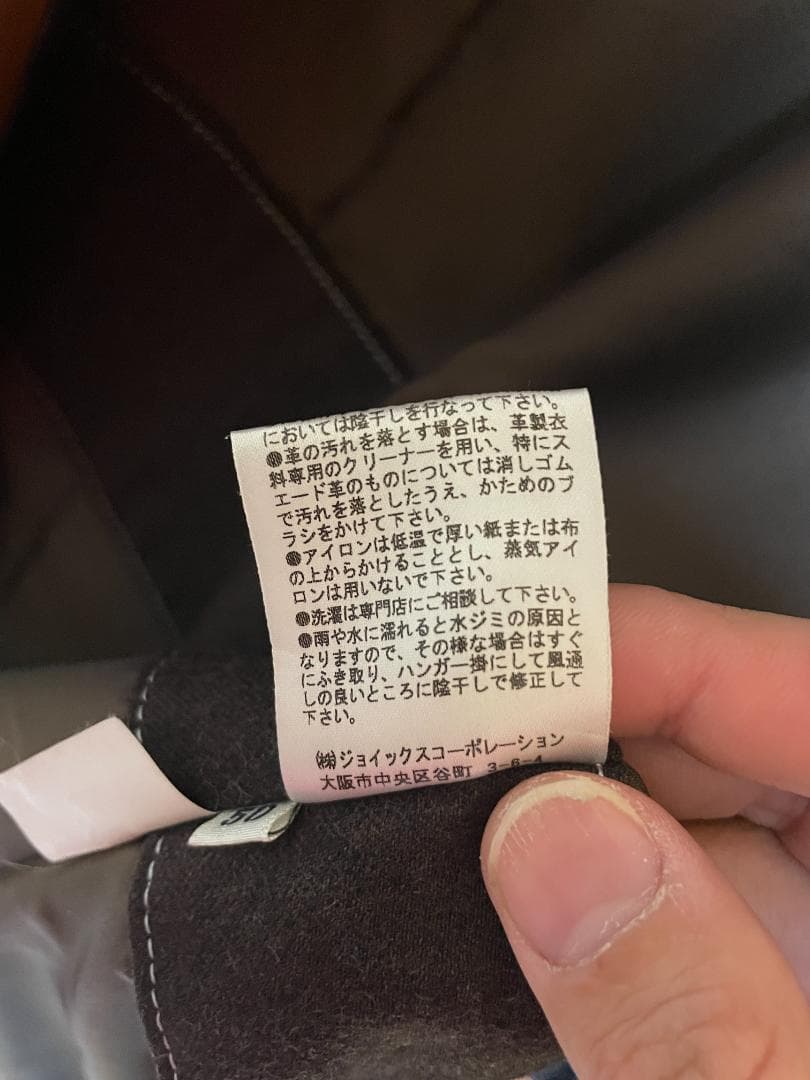 においては陰干しを行なって下さい。
●革の汚れを落とす場合は、革製衣
料専用のクリーナーを用い、特にス
エード革のものについては消しゴム
で汚れを落としたうえ、かためのブ
ラシをかけて下さい。
●アイロンは低温で厚い紙または布
の上からかけることとし、蒸気アイ
ロンは用いないで下さい。
●洗濯は専門店にご相談して下さい。
●雨や水に濡れると水ジミの原因と
なりますので、その様な場合はすぐ
にふき取り、ハンガー掛にして風通
しの良いところに陰干しで修正して
下さい。
㈱ジョイックスコーポレーション
大阪市中央区谷町 3-6-4
50